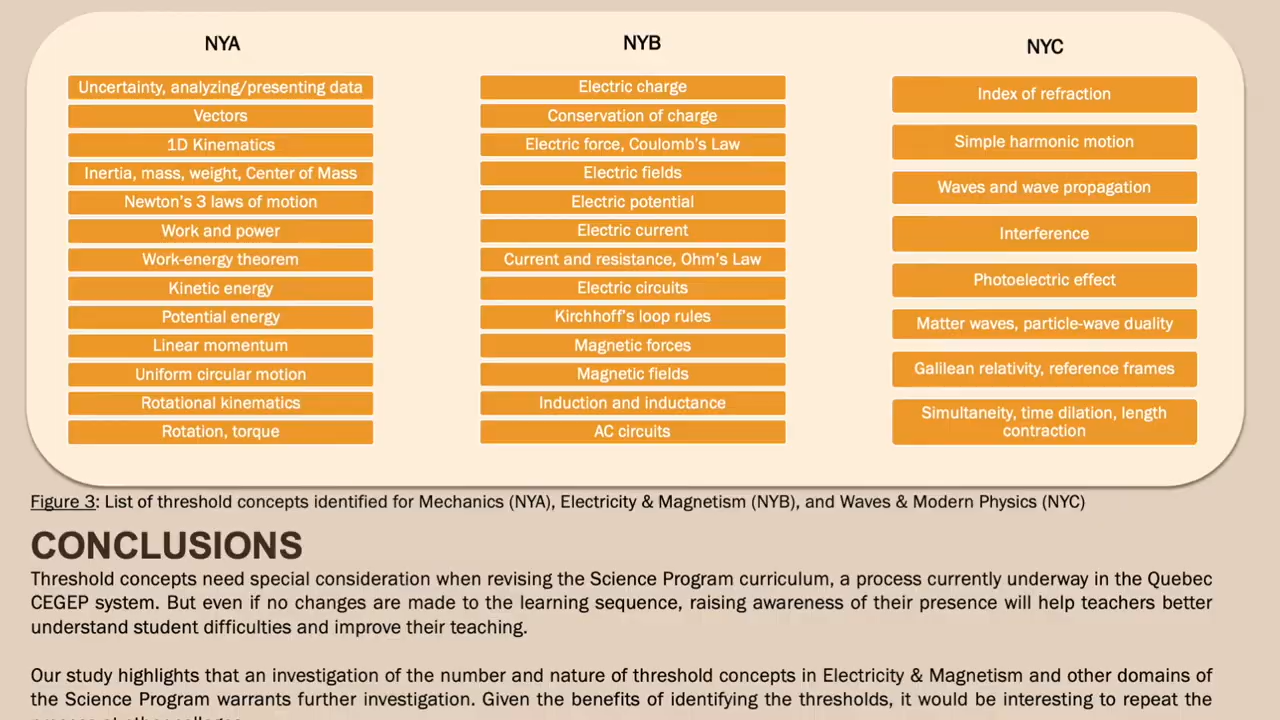 NYA
Uncertainty, analyzing/presenting data
Vectors
1D Kinematics
Inertia, mass, weight, Center of Mass
Newton's 3 laws of motion
Work and power
Work-energy theorem
Kinetic energy
Potential energy
Linear momentum
Uniform circular motion
Rotational kinematics
Rotation, torque
NYB
Electric charge
Conservation of charge
Electric force, Coulomb's Law
Electric fields
Electric potential
Electric current
Current and resistance, Ohm's Law
Electric circuits
Kirchhoff's loop rules
Magnetic forces
Magnetic fields
Induction and inductance
AC circuits
NYC
Index of refraction
Simple harmonic motion
Waves and wave propagation
Interference
Photoelectric effect
Matter waves, particle-wave duality
Galilean relativity, reference frames
Simultaneity, time dilation, length
contraction
Figure 3: List of threshold concepts identified for Mechanics (NYA), Electricity & Magnetism (NYB), and Waves & Modern Physics (NYC)
CONCLUSIONS
Threshold concepts need special consideration when revising the Science Program curriculum, a process currently underway in the Quebec
CEGEP system. But even if no changes are made to the learning sequence, raising awareness of their presence will help teachers better
understand student difficulties and improve their teaching.
Our study highlights that an investigation of the number and nature of threshold concepts in Electricity & Magnetism and other domains of
the Science Program warrants further investigation. Given the benefits of identifying the thresholds, it would be interesting to repeat the